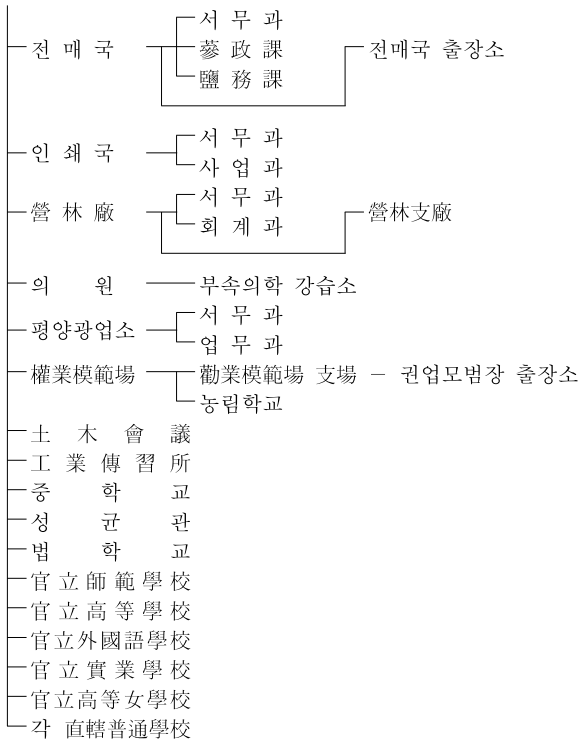 서 무 과
전 매 국 蔘 政 課 전매국 출장소
鹽 務 課
서 무 과
인 쇄 국
사 업 과
서 무 과
營 林 廠 營林支廠
회 계 과
의 원 부속의학 강습소
서 무 과
평양광업소
업 무 과
權業模範場 勸業模範場 支場 － 권업모범장 출장소
농림학교
土 木 會 議
工 業 傳 習 所
중 학 교
성 균 관
법 학 교
官 立 師 範 學 校
官 立 高 等 學 校
官立外國語學校
官 立 實 業 學 校
官立高等女學校
각 直轄普通學校